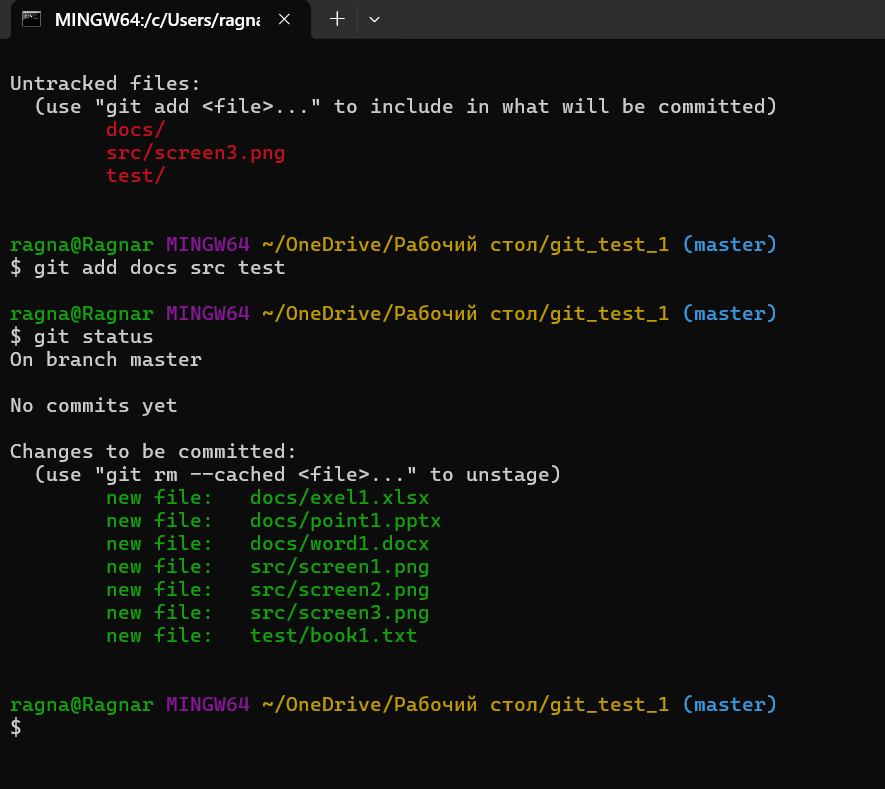 MINGW64:/c/Users/ragna
Untracked files:
  (use "git add <file>..." to include in what will be committed)
        docs/
        src/screen3.png
        test/
ragna@Ragnar MINGW64 ~/OneDrive/Рабочий стол/git_test_1 (master)
$ git add docs src test
ragna@Ragnar MINGW64 ~/OneDrive/Рабочий стол/git_test_1 (master)
$ git status
On branch master
No commits yet
Changes to be committed:
  (use "git rm --cached <file>..." to unstage)
        new file:   docs/exel1.xlsx
        new file:   docs/point1.pptx
        new file:   docs/word1.docx
        new file:   src/screen1.png
        new file:   src/screen2.png
        new file:   src/screen3.png
        new file:   test/book1.txt
ragna@Ragnar MINGW64 ~/OneDrive/Рабочий стол/git_test_1 (master)
$